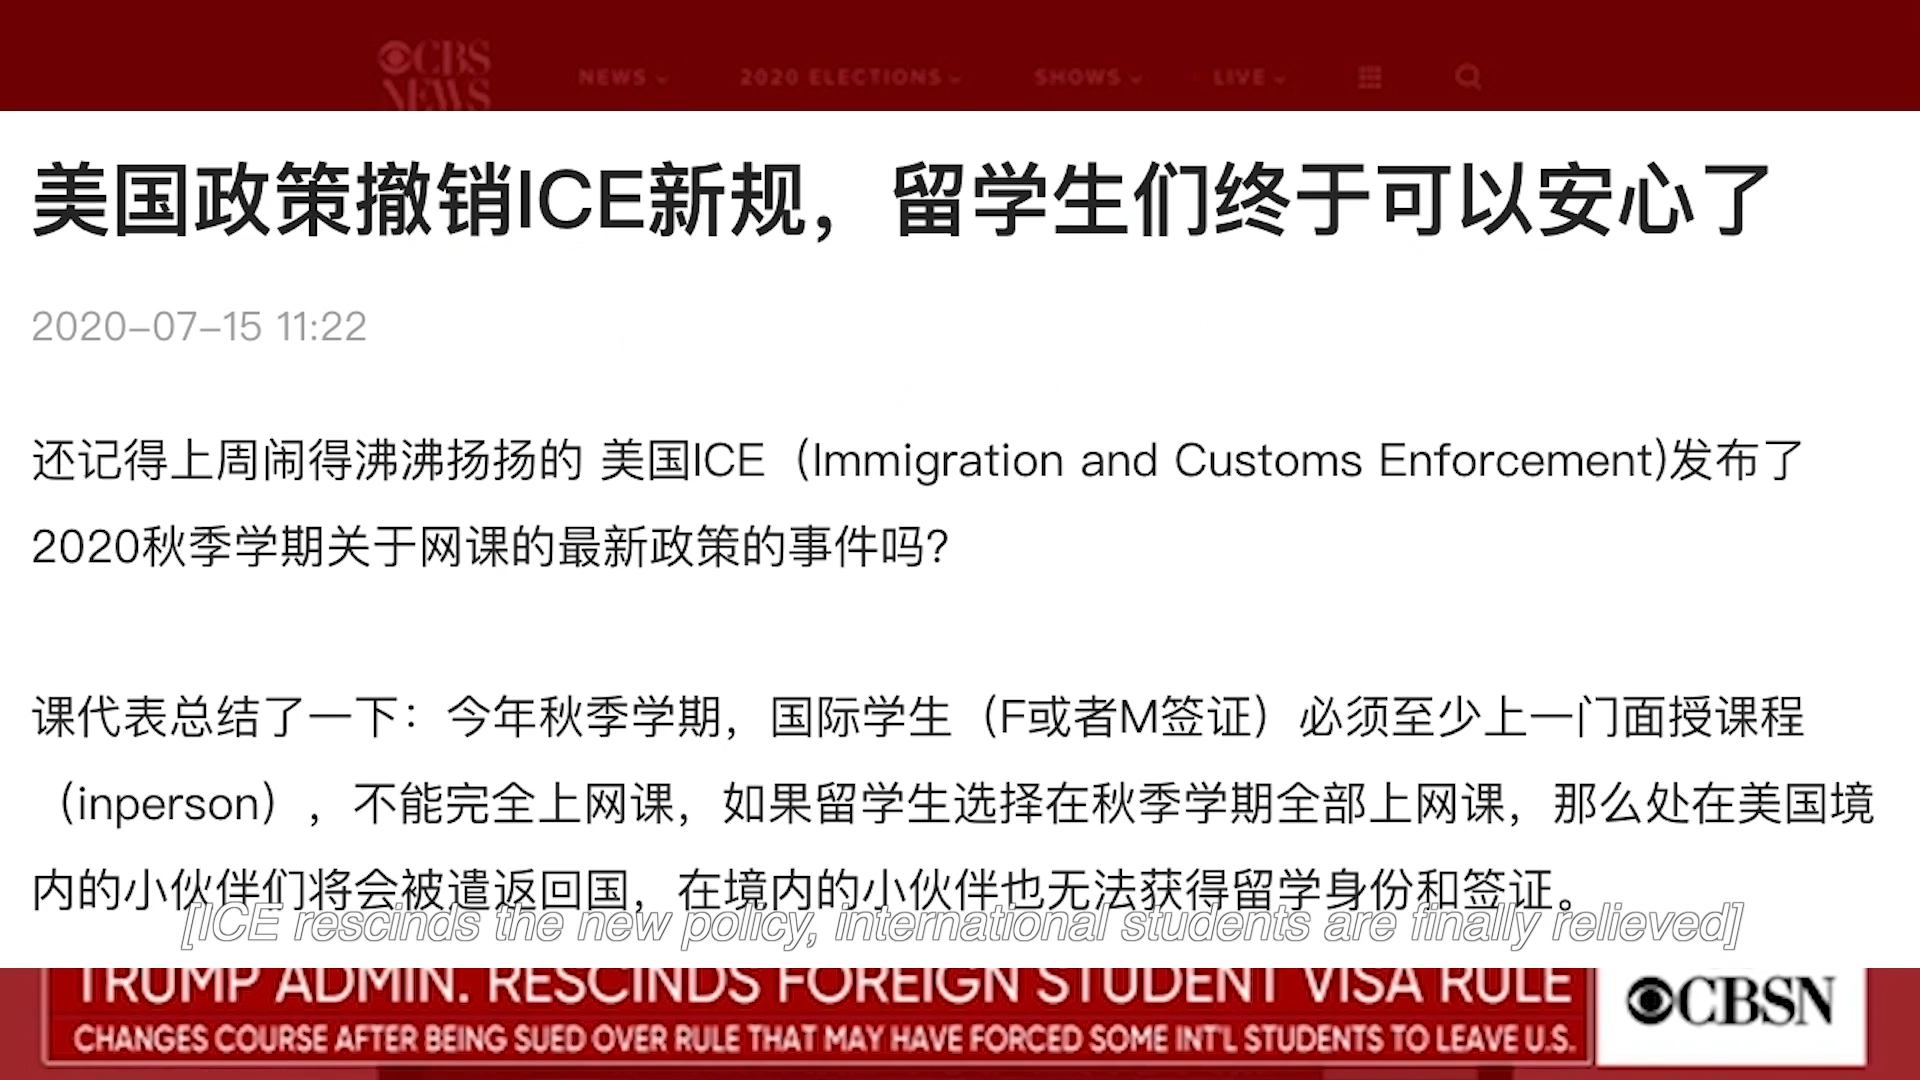 CBS NEWS
NEWS 2020 ELECTIONS SHOWS LIVE
美国政策撤销ICE新规，留学生们终于可以安心了
2020-07-15 11:22
还记得上周闹得沸沸扬扬的 美国ICE（Immigration and Customs Enforcement)发布了
2020秋季学期关于网课的最新政策的事件吗?
课代表总结了一下：今年秋季学期，国际学生（F或者M签证）必须至少上一门面授课程
（inperson），不能完全上网课，如果留学生选择在秋季学期全部上网课，那么处在美国境
内的小伙伴们将会被遣返回国，在境内的小伙伴也无法获得留学身份和签证。
[ICE rescinds the new policy, international students are finally relieved]
TRUMP ADMIN. RESCINDS FOREIGN STUDENT VISA RULE
CHANGES COURSE AFTER BEING SUED OVER RULE THAT MAY HAVE FORCED SOME INT'L STUDENTS TO LEAVE U.S.
CBSN